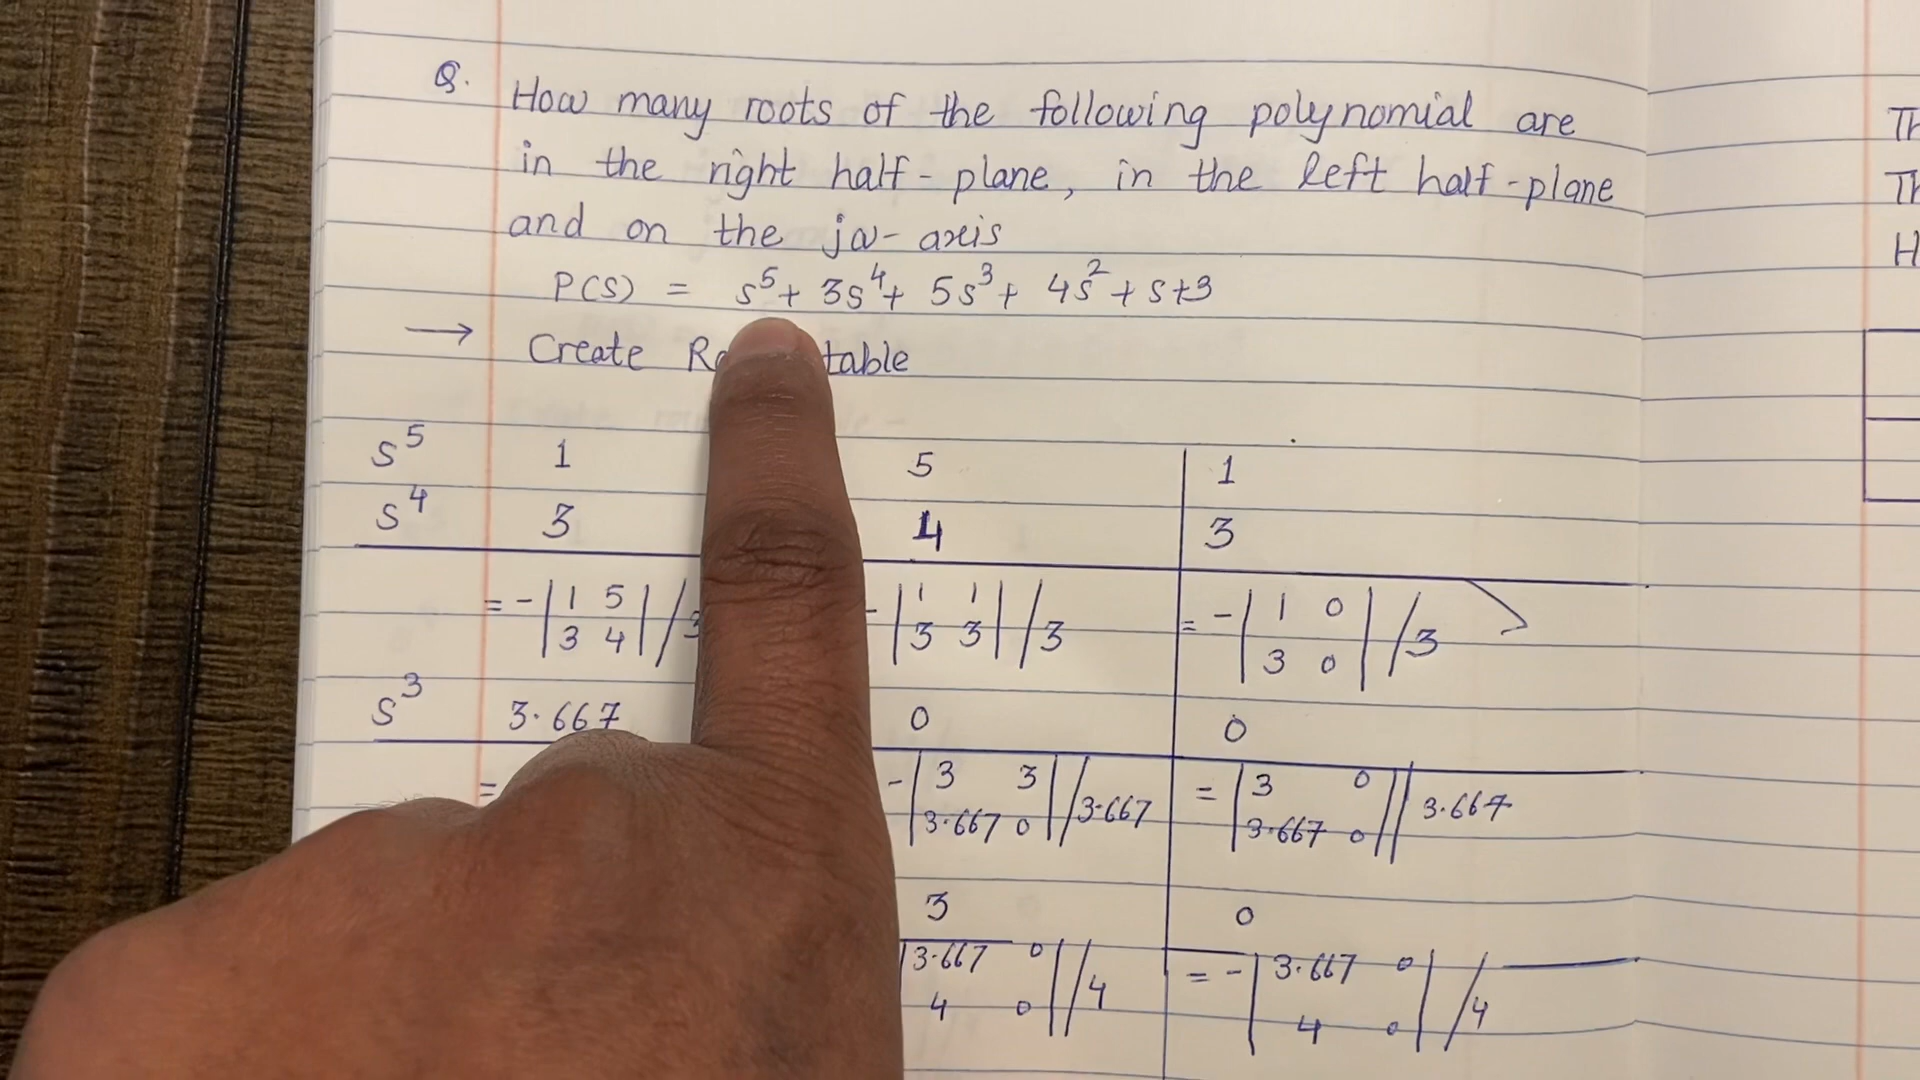 Q. How many roots of the following polynomial are
in the right half-plane, in the left half-plane
and on the jω-axis
P(S) = s⁵ + 3s⁴ + 5s³ + 4s² + s + 3
→ Create table
s⁵ 1 5 1
s⁴ 3 4 3
= - | 1 5 | / 3 - | 1 1 | / 3 = - | 1 0 | / 3
3 4 3 3 3 0
s³ 3.667 0 0
= - | 3 3 | / 3.667 = | 3 0 | | 3.667
3.667 0 3.667 0
3 0
| 3.667 0 | / 4 = - | 3.667 0 | / 4
4 0 4 0
Th
Th
H